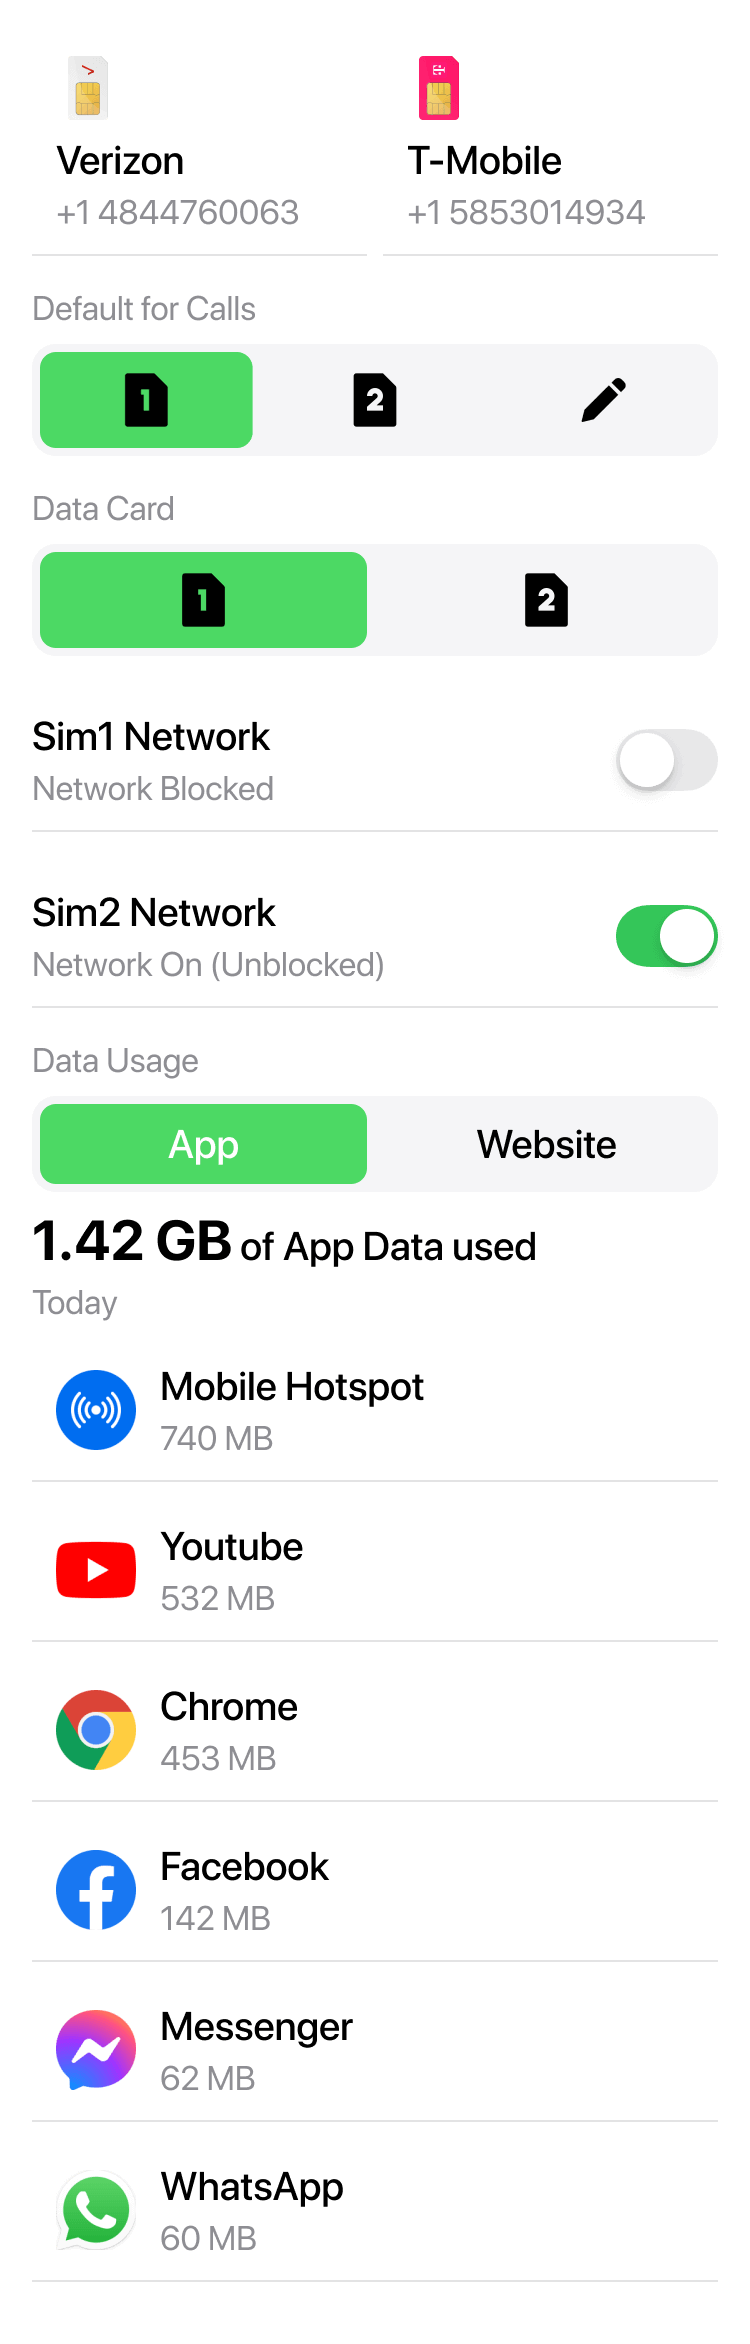 Verizon
+1 4844760063
T-Mobile
+1 5853014934
Default for Calls
1
2
Data Card
1
2
Sim1 Network
Network Blocked
Sim2 Network
Network On (Unblocked)
Data Usage
App
Website
1.42 GB of App Data used
Today
Mobile Hotspot
740 MB
Youtube
532 MB
Chrome
453 MB
Facebook
142 MB
Messenger
62 MB
WhatsApp
60 MB